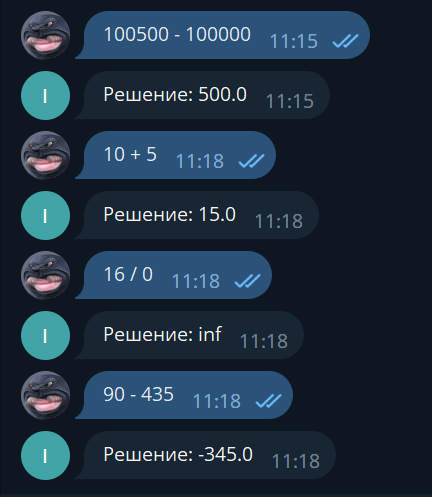 100500 - 100000 11:15
I
Решение: 500.0 11:15
10 + 5 11:18
I
Решение: 15.0 11:18
16 / 0 11:18
I
Решение: inf 11:18
90 - 435 11:18
I
Решение: -345.0 11:18